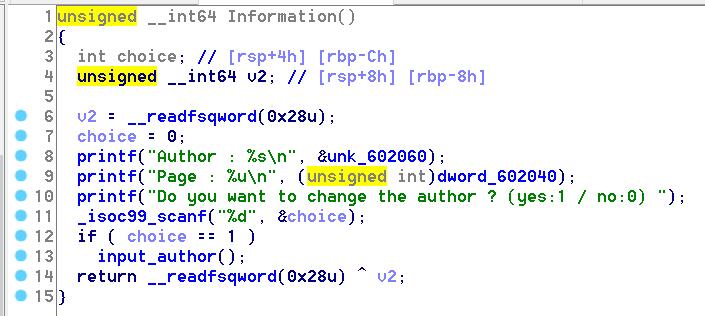 1 unsigned __int64 Information()
2 {
3 int choice; // [rsp+4h] [rbp-Ch]
4 unsigned __int64 v2; // [rsp+8h] [rbp-8h]
5
6 v2 = __readfsqword(0x28u);
7 choice = 0;
8 printf("Author : %s\n", &unk_602060);
9 printf("Page : %u\n", (unsigned int)dword_602040);
10 printf("Do you want to change the author ? (yes:1 / no:0) ");
11 _isoc99_scanf("%d", &choice);
12 if ( choice == 1 )
13 input_author();
14 return __readfsqword(0x28u) ^ v2;
15 }